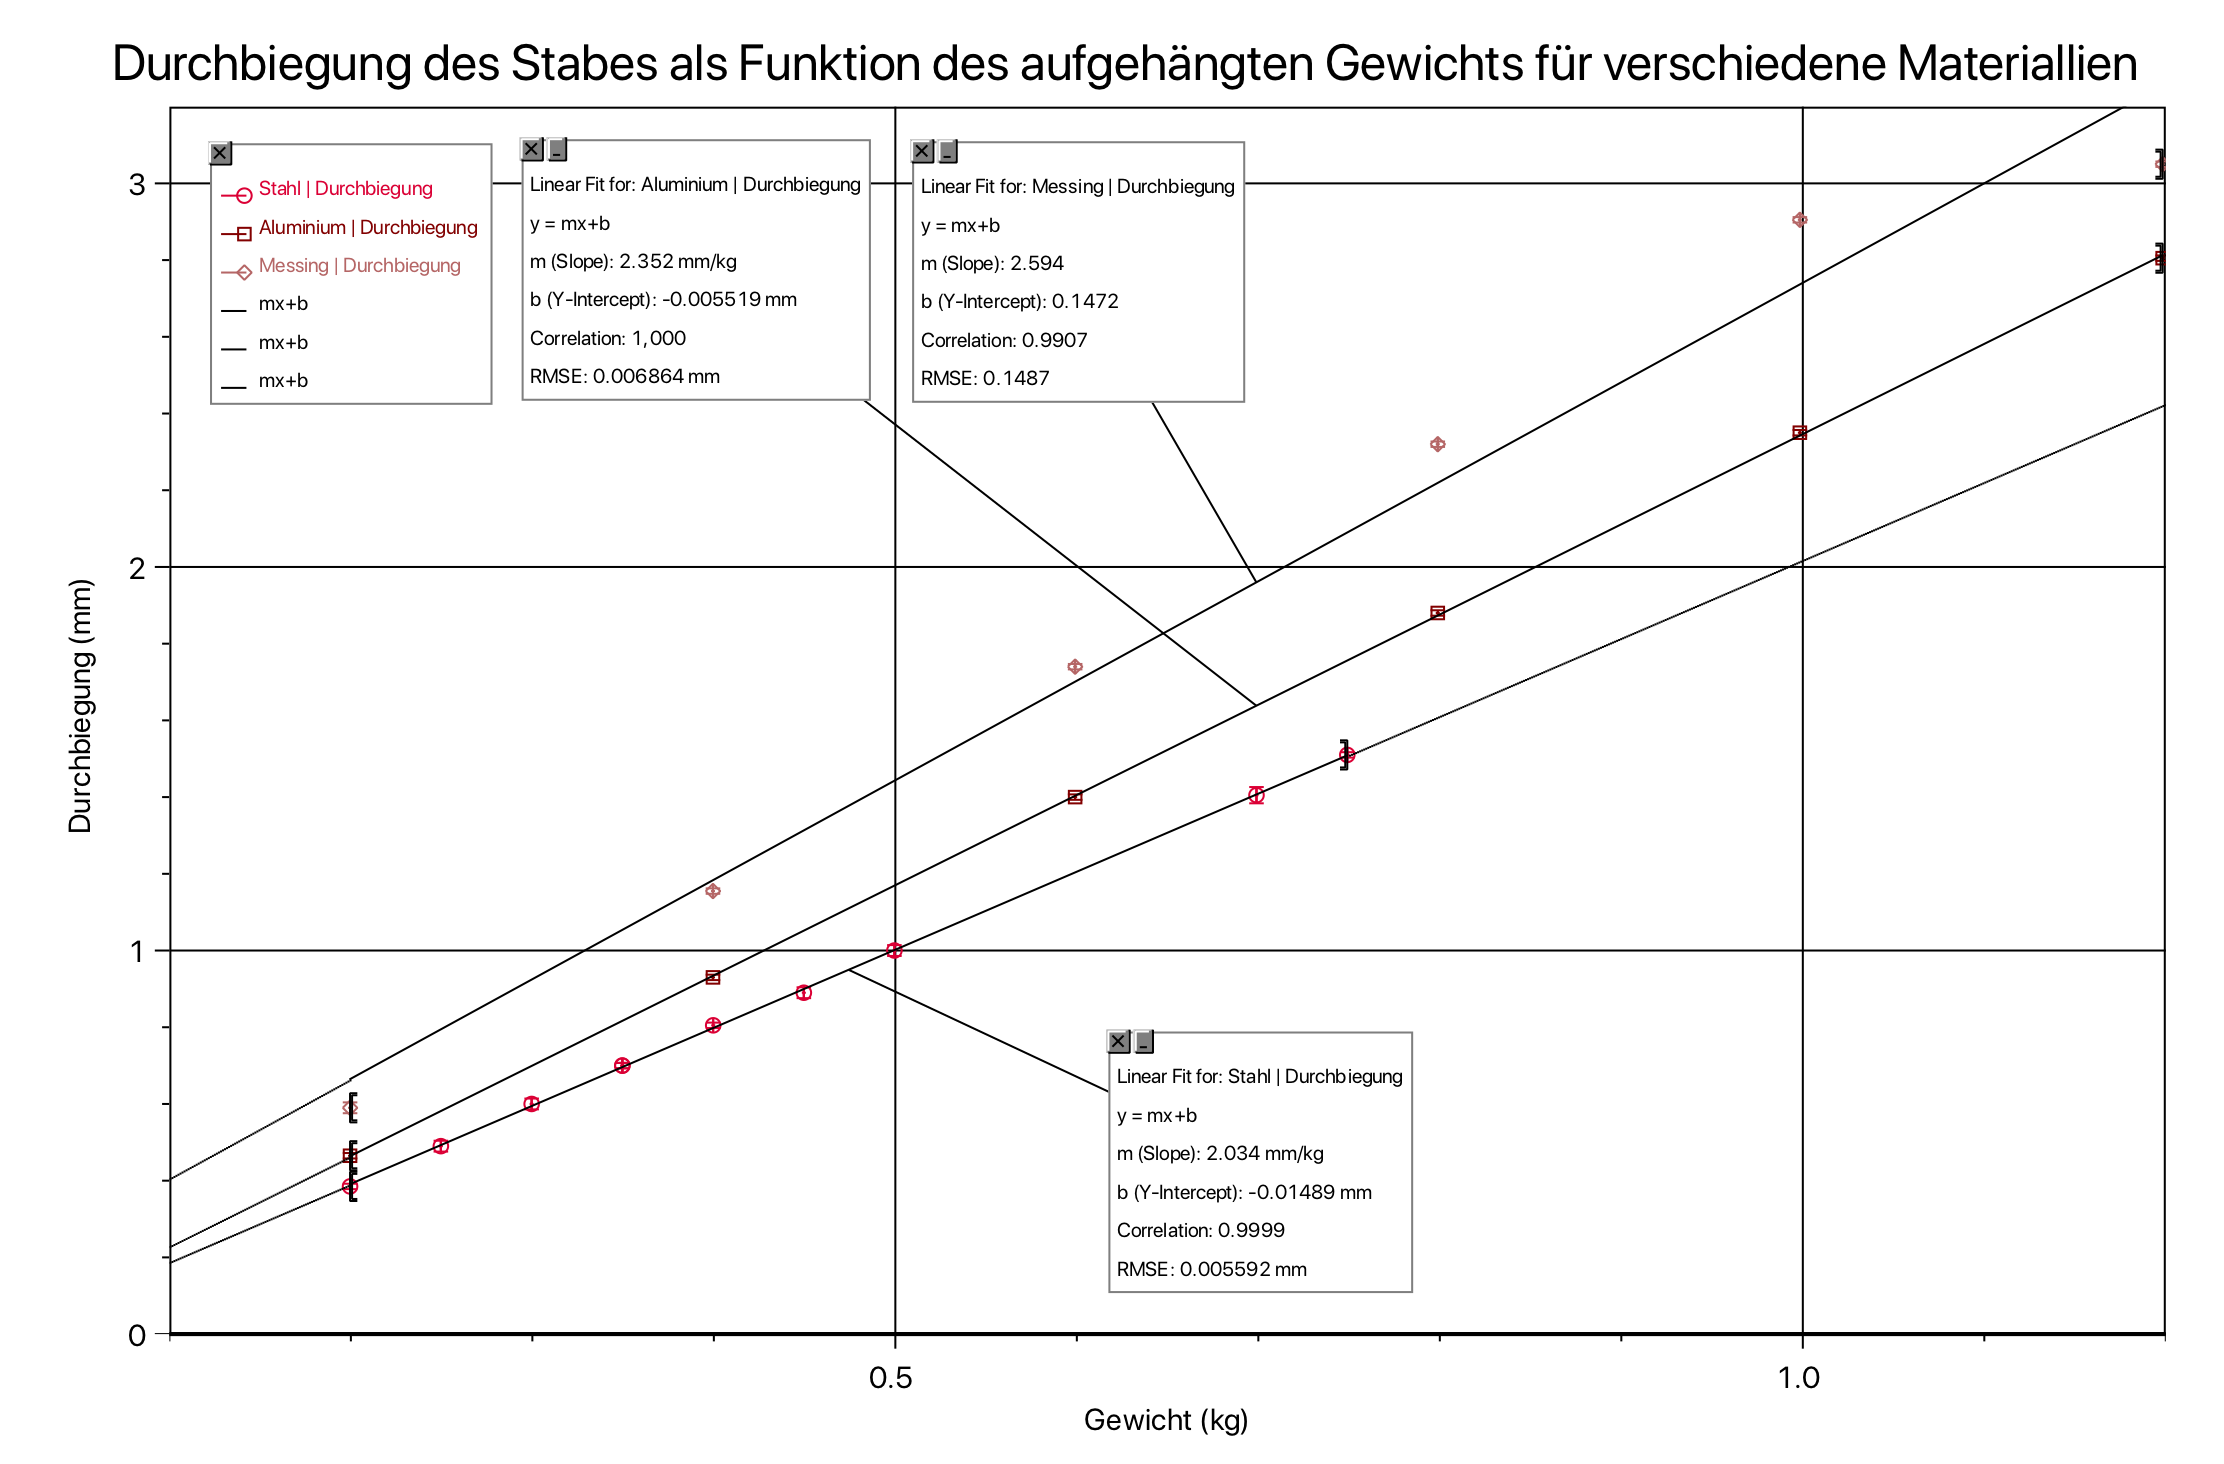 Durchbiegung des Stabes als Funktion des aufgehängten Gewichts für verschiedene Materiallien
Stahl | Durchbiegung
Aluminium | Durchbiegung
Messing | Durchbiegung
mx+b
mx+b
mx+b
Linear Fit for: Aluminium | Durchbiegung
y = mx+b
m (Slope): 2.352 mm/kg
b (Y-Intercept): -0.005519 mm
Correlation: 1,000
RMSE: 0.006864 mm
Linear Fit for: Messing | Durchbiegung
y = mx+b
m (Slope): 2.594
b (Y-Intercept): 0.1472
Correlation: 0.9907
RMSE: 0.1487
Linear Fit for: Stahl | Durchbiegung
y = mx+b
m (Slope): 2.034 mm/kg
b (Y-Intercept): -0.01489 mm
Correlation: 0.9999
RMSE: 0.005592 mm
3
2
1
0
Durchbiegung (mm)
0.5
1.0
Gewicht (kg)